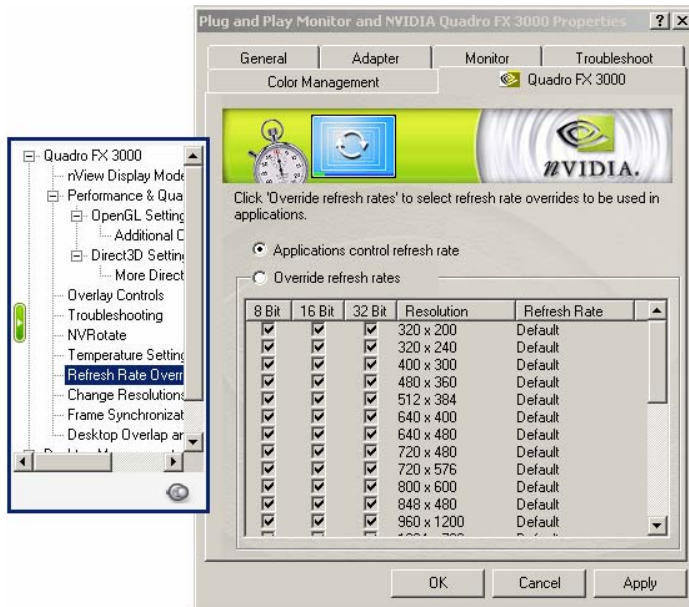 Plug and Play Monitor and NVIDIA Quadro FX 3000 Properties
General Adapter Monitor Troubleshoot
Color Management Quadro FX 3000
NVIDIA.
Click 'Override refresh rates' to select refresh rate overrides to be used in
applications.
Applications control refresh rate
Override refresh rates
8 Bit 16 Bit 32 Bit Resolution Refresh Rate
320 x 200 Default
320 x 240 Default
400 x 300 Default
480 x 360 Default
512 x 384 Default
640 x 400 Default
640 x 480 Default
720 x 480 Default
720 x 576 Default
800 x 600 Default
848 x 480 Default
960 x 1200 Default
OK Cancel Apply
Quadro FX 3000
nView Display Mode
Performance & Qua
OpenGL Setting
Additional C
Direct3D Setting
More Direct
Overlay Controls
Troubleshooting
NVRotate
Temperature Setting
Refresh Rate Overr
Change Resolutions
Frame Synchronizat
Desktop Overlap an